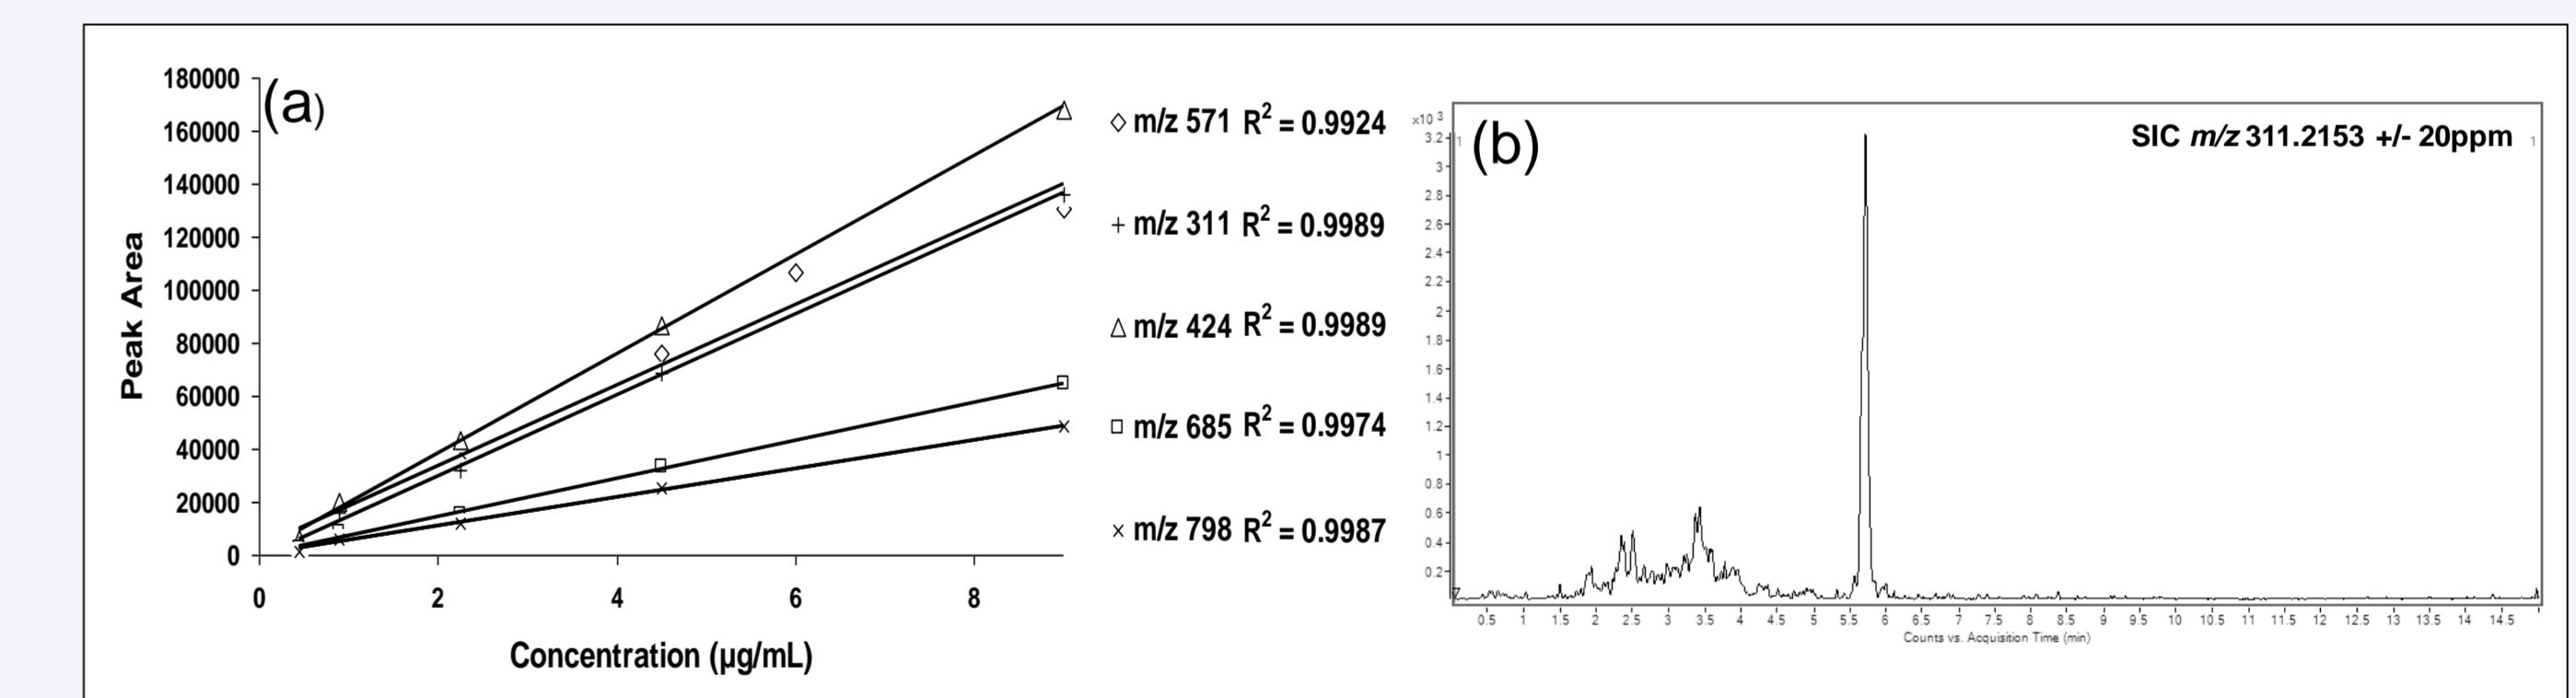 (a)
180000
160000
140000
120000
100000
80000
60000
40000
20000
0
0 2 4 6 8
Peak Area
Concentration (µg/mL)
◇ m/z 571 R² = 0.9924
+ m/z 311 R² = 0.9989
△ m/z 424 R² = 0.9989
□ m/z 685 R² = 0.9974
× m/z 798 R² = 0.9987
(b)
SIC m/z 311.2153 +/- 20ppm
1 1
x10 3
3.2
3
2.8
2.6
2.4
2.2
2
1.8
1.6
1.4
1.2
1
0.8
0.6
0.4
0.2
0.5 1 1.5 2 2.5 3 3.5 4 4.5 5 5.5 6 6.5 7 7.5 8 8.5 9 9.5 10 10.5 11 11.5 12 12.5 13 13.5 14 14.5
Counts vs. Acquisition Time (min)